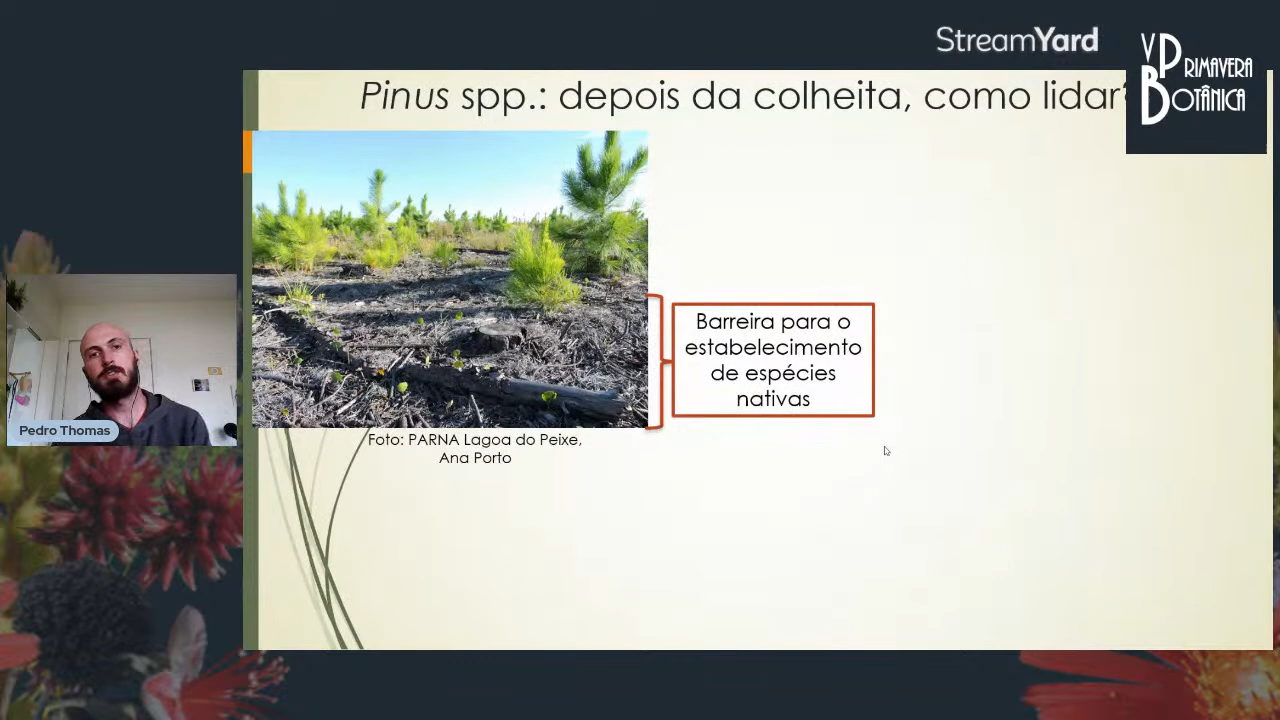 StreamYard
V PRIMAVERA
BOTÂNICA
Pinus spp.: depois da colheita, como lidar?
Barreira para o
estabelecimento
de espécies
nativas
Pedro Thomas
Foto: PARNA Lagoa do Peixe,
Ana Porto